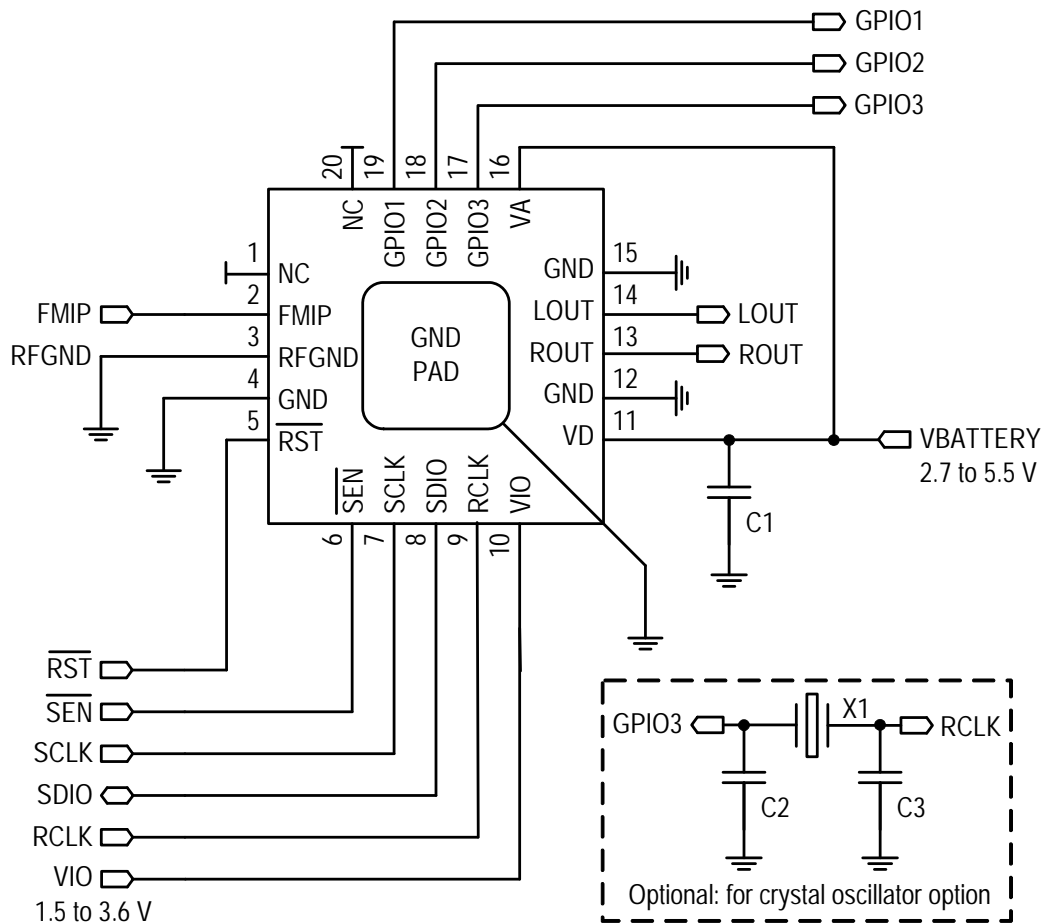 GPIO1
GPIO2
GPIO3
20
19
18
17
16
NC
GPIO1
GPIO2
GPIO3
VA
1
NC
2
FMIP
FMIP
3
RFGND
RFGND
4
GND
5
RST
GND
PAD
15
GND
14
LOUT
LOUT
13
ROUT
ROUT
12
GND
11
VD
VBATTERY
2.7 to 5.5 V
C1
SEN
SCLK
SDIO
RCLK
VIO
6
7
8
9
10
RST
SEN
SCLK
SDIO
RCLK
VIO
1.5 to 3.6 V
GPIO3
X1
RCLK
C2
C3
Optional: for crystal oscillator option